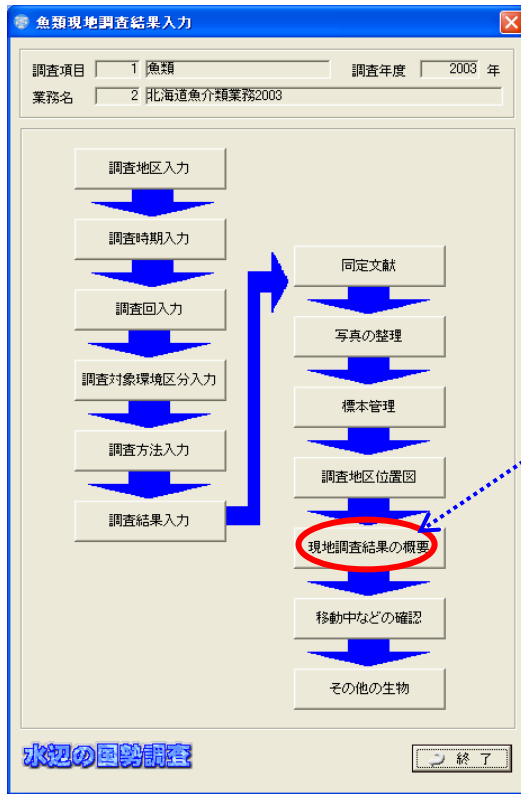 魚類現地調査結果入力
調査項目 1 魚類 調査年度 2003 年
業務名 2 北海道魚介類業務2003
調査地区入力
調査時期入力
調査回入力
調査対象環境区分入力
調査方法入力
調査結果入力
同定文献
写真の整理
標本管理
調査地区位置図
現地調査結果の概要
移動中などの確認
その他の生物
水辺の国勢調査
終 了